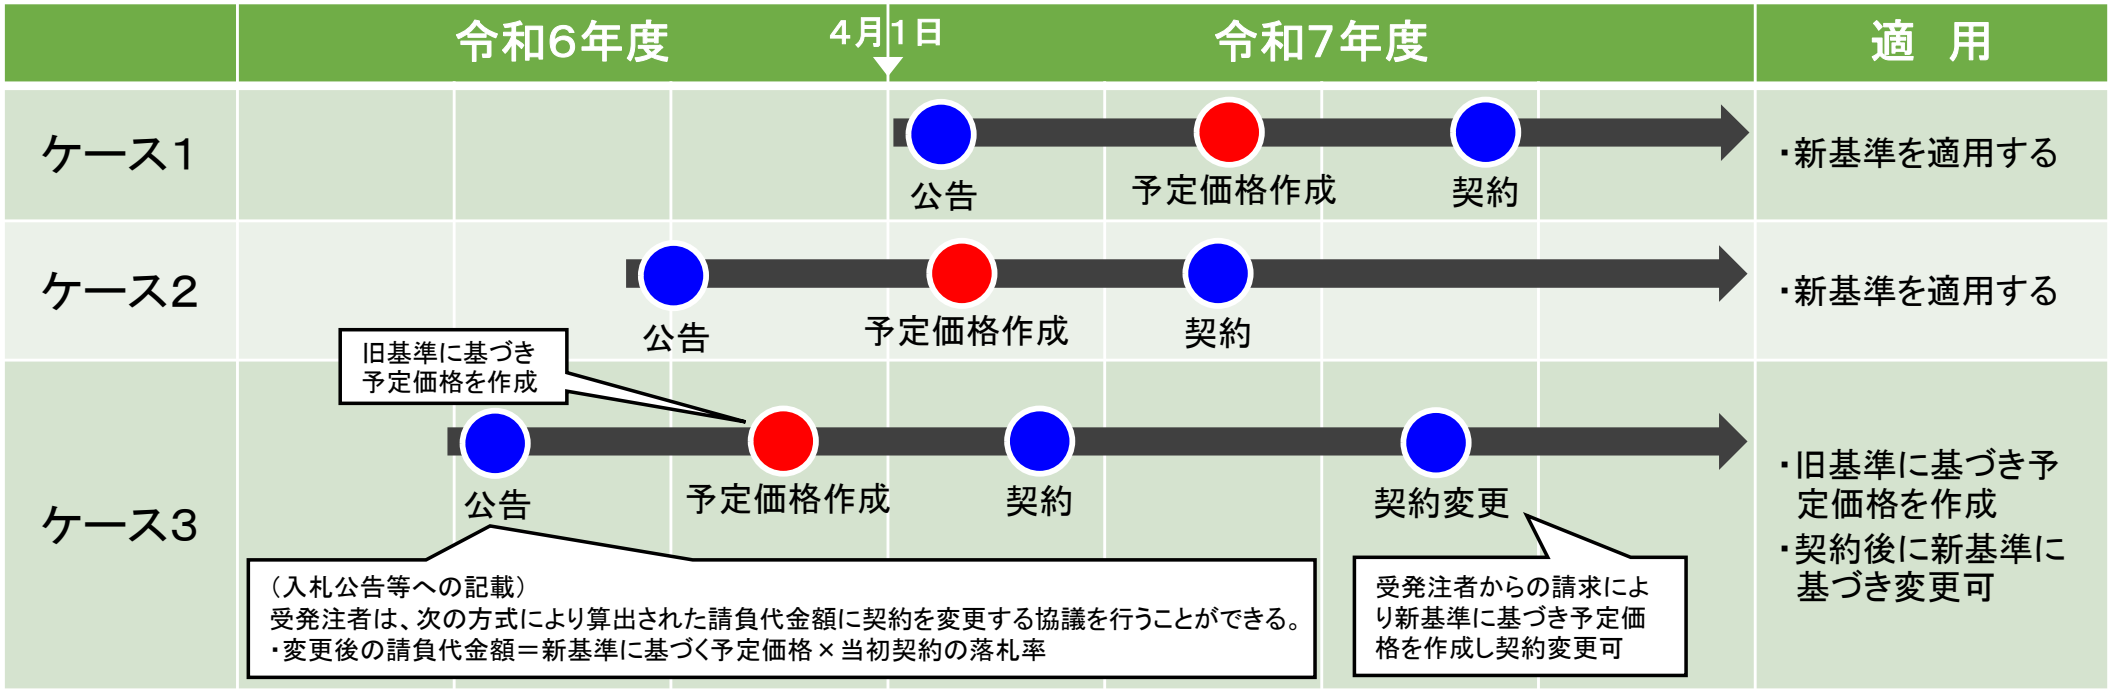 令和6年度
4月1日
令和7年度
適　用
ケース1
公告
予定価格作成
契約
・新基準を適用する
ケース2
公告
予定価格作成
契約
・新基準を適用する
ケース3
旧基準に基づき
予定価格を作成
公告
予定価格作成
契約
契約変更
（入札公告等への記載）
受発注者は、次の方式により算出された請負代金額に契約を変更する協議を行うことができる。
・変更後の請負代金額＝新基準に基づく予定価格×当初契約の落札率
受発注者からの請求によ
り新基準に基づき予定価
格を作成し契約変更可
・旧基準に基づき予
定価格を作成
・契約後に新基準に
基づき変更可